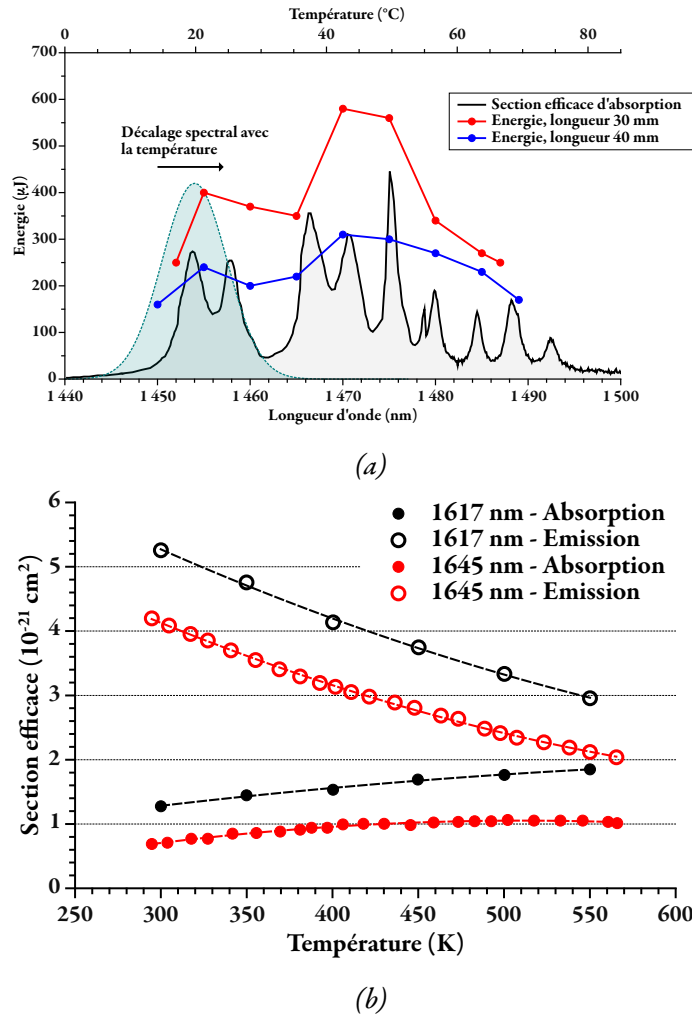 Température (°C)
0 20 40 60 80
700
600
500
400
300
200
100
0
Energie (µJ)
Décalage spectral avec
la température
Section efficace d'absorption
Energie, longueur 30 mm
Energie, longueur 40 mm
1 440 1 450 1 460 1 470 1 480 1 490 1 500
Longueur d'onde (nm)
(a)
6
5
4
3
2
1
0
Section efficace (10⁻²¹ cm²)
1617 nm - Absorption
1617 nm - Emission
1645 nm - Absorption
1645 nm - Emission
250 300 350 400 450 500 550 600
Température (K)
(b)